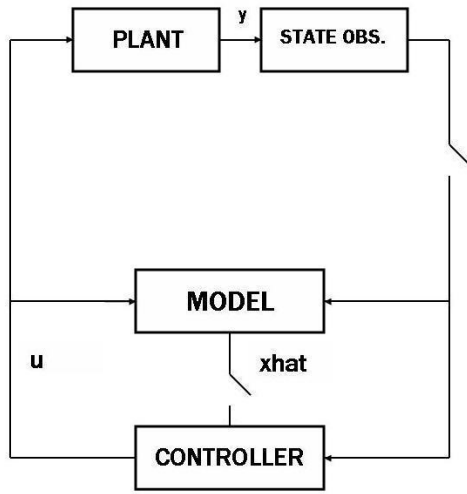 y
PLANT
STATE OBS.
MODEL
u
xhat
CONTROLLER